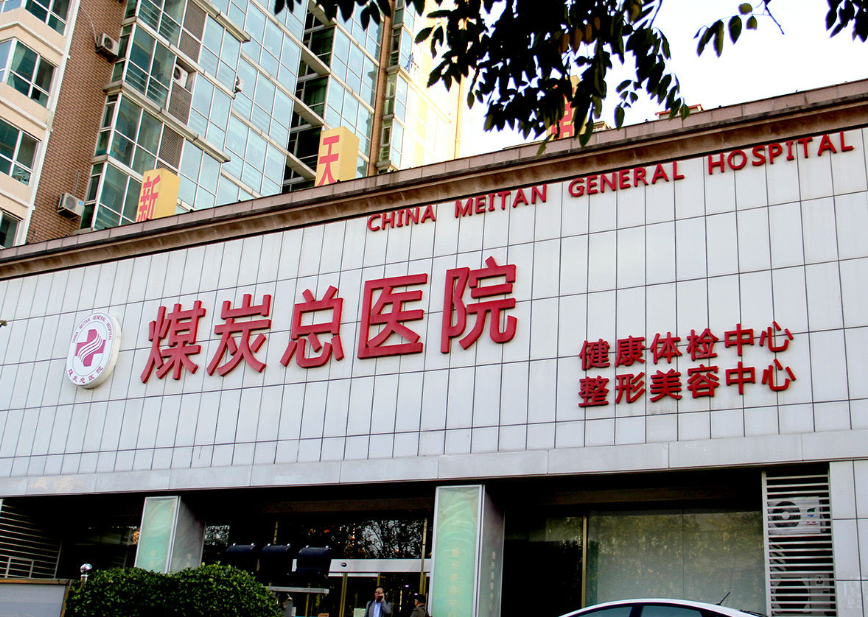 新
天
CHINA MEITAN GENERAL HOSPITAL
煤炭总医院
健康体检中心
整形美容中心